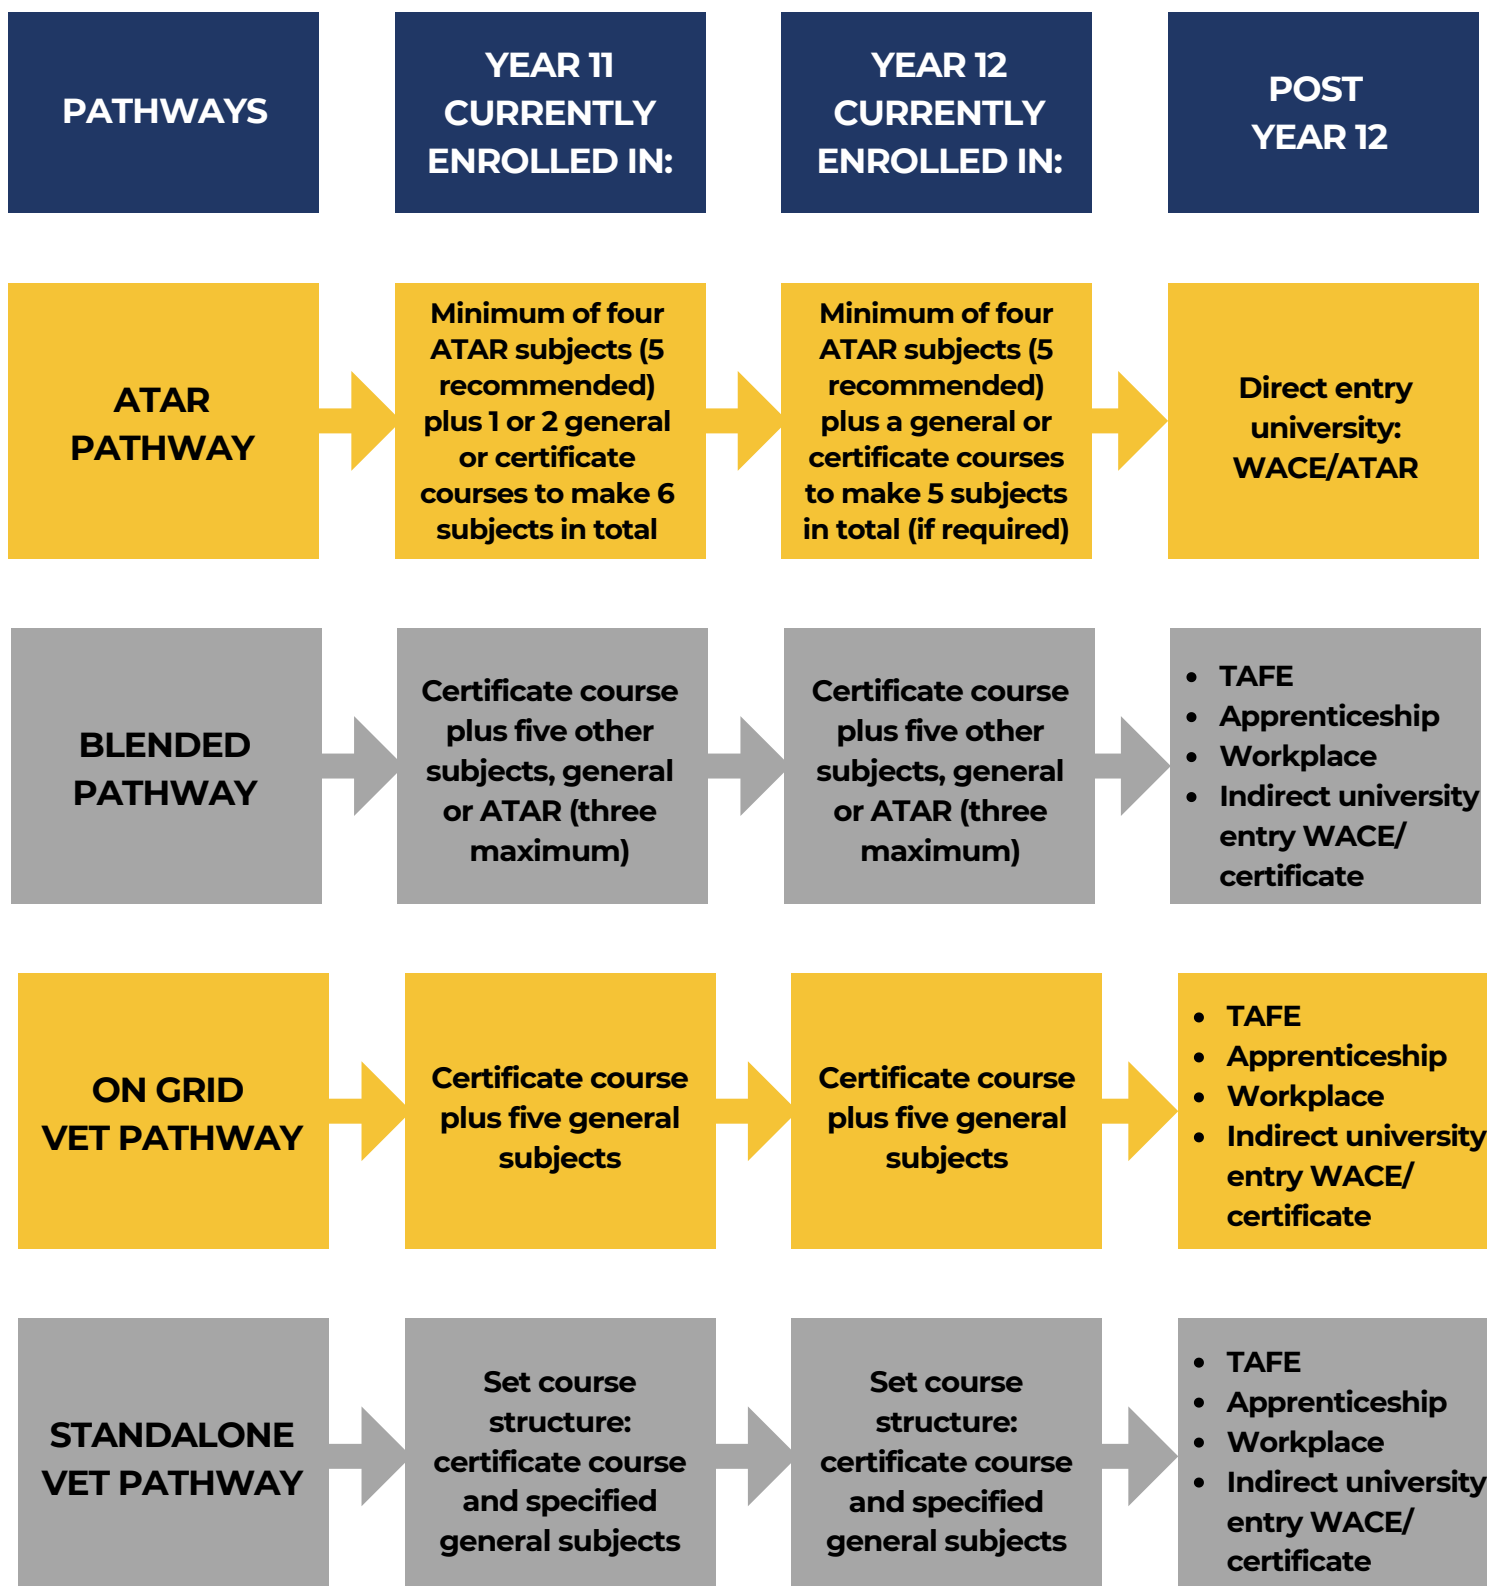 PATHWAYS
YEAR 11
CURRENTLY
ENROLLED IN:
YEAR 12
CURRENTLY
ENROLLED IN:
POST
YEAR 12
ATAR
PATHWAY
Minimum of four
ATAR subjects (5
recommended)
plus 1 or 2 general
or certificate
courses to make 6
subjects in total
Minimum of four
ATAR subjects (5
recommended)
plus a general or
certificate courses
to make 5 subjects
in total (if required)
Direct entry
university:
WACE/ATAR
BLENDED
PATHWAY
Certificate course
plus five other
subjects, general
or ATAR (three
maximum)
Certificate course
plus five other
subjects, general
or ATAR (three
maximum)
• TAFE
• Apprenticeship
• Workplace
• Indirect university
entry WACE/
certificate
ON GRID
VET PATHWAY
Certificate course
plus five general
subjects
Certificate course
plus five general
subjects
• TAFE
• Apprenticeship
• Workplace
• Indirect university
entry WACE/
certificate
STANDALONE
VET PATHWAY
Set course
structure:
certificate course
and specified
general subjects
Set course
structure:
certificate course
and specified
general subjects
• TAFE
• Apprenticeship
• Workplace
• Indirect university
entry WACE/
certificate